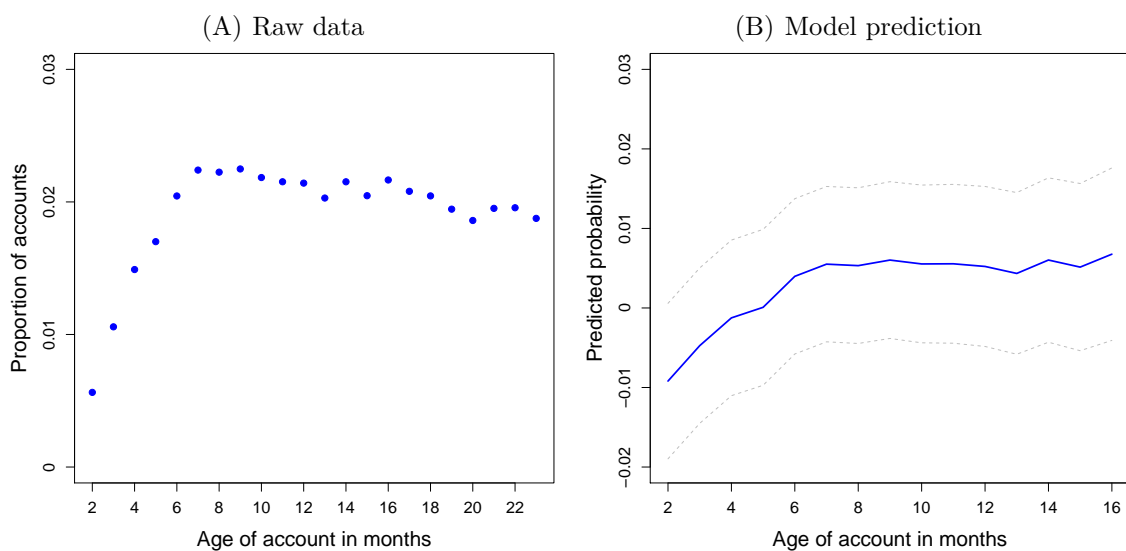 (A) Raw data
Proportion of accounts
0.03
0.02
0.01
0
2 4 6 8 10 12 14 16 18 20 22
Age of account in months
(B) Model prediction
Predicted probability
0.03
0.02
0.01
0
−0.01
−0.02
2 4 6 8 10 12 14 16
Age of account in months